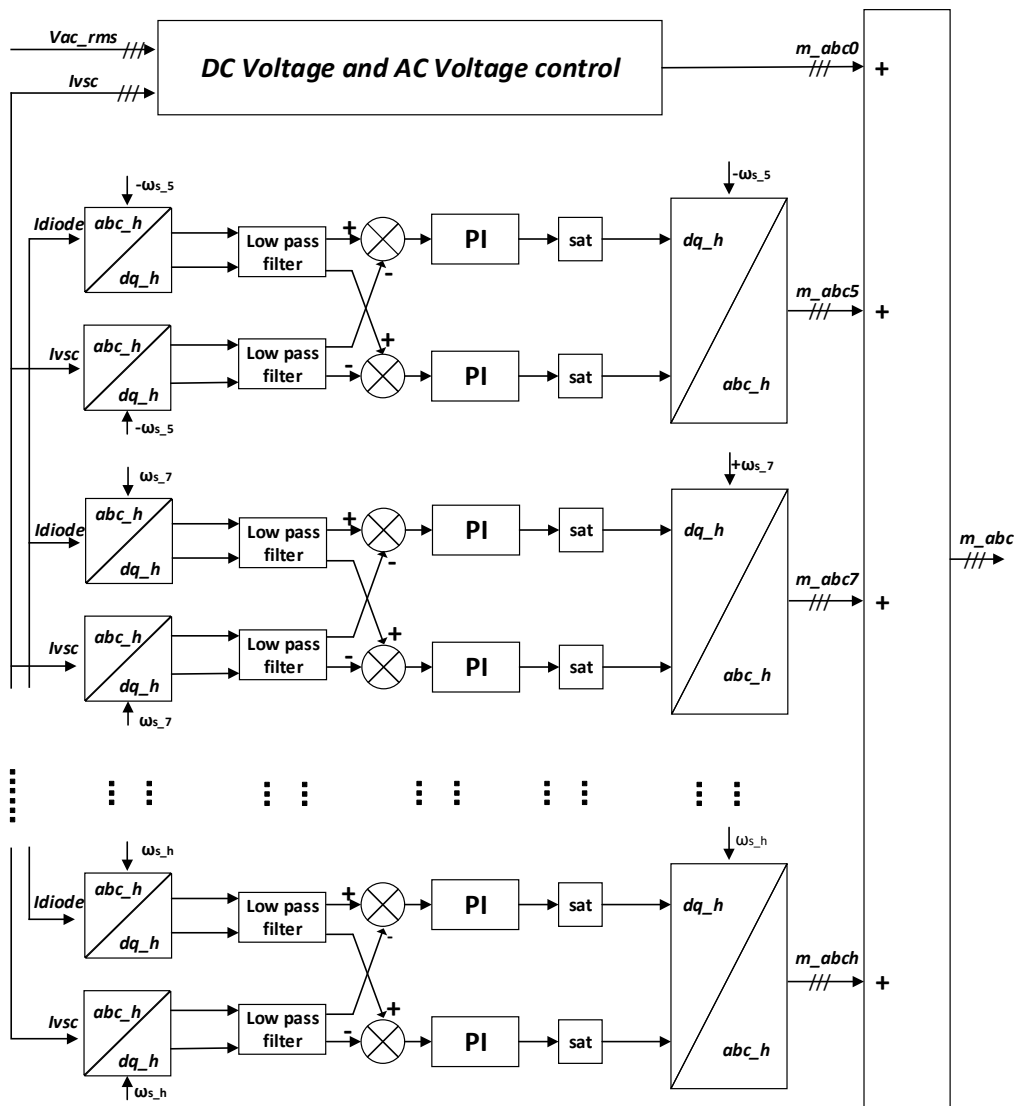 Vac_rms
DC Voltage and AC Voltage control
m_abc0
+
Ivsc
-ωs_5
-ωs_5
Idiode
abc_h
dq_h
Low pass
filter
+
-
PI
sat
dq_h
m_abc5
+
Ivsc
abc_h
dq_h
Low pass
filter
+
-
PI
sat
abc_h
-ωs_5
ωs_7
+ωs_7
Idiode
abc_h
dq_h
Low pass
filter
+
-
PI
sat
dq_h
m_abc
m_abc7
+
Ivsc
abc_h
dq_h
Low pass
filter
+
-
PI
sat
abc_h
ωs_7
ωs_h
ωs_h
Idiode
abc_h
dq_h
Low pass
filter
+
-
PI
sat
dq_h
m_abch
+
Ivsc
abc_h
dq_h
Low pass
filter
+
-
PI
sat
abc_h
ωs_h